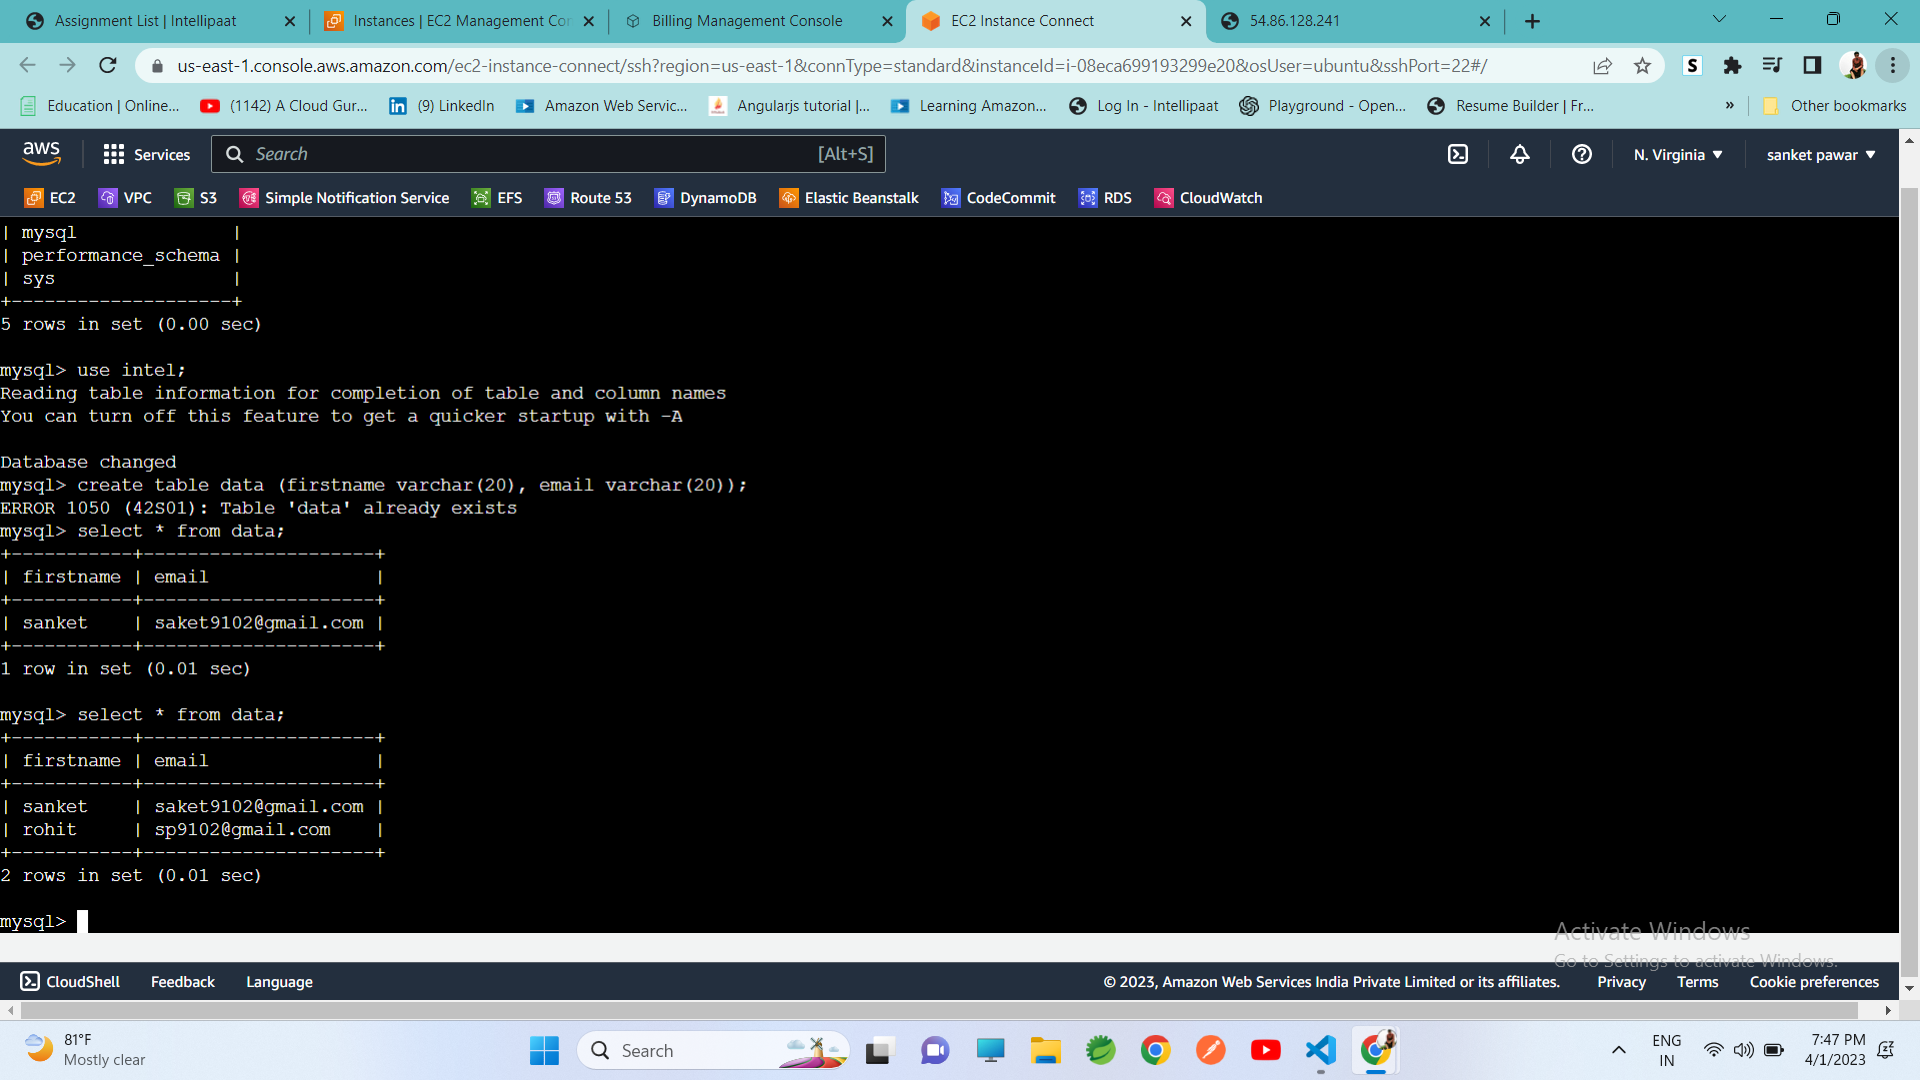 Assignment List | Intellipaat
Instances | EC2 Management Con
Billing Management Console
EC2 Instance Connect
54.86.128.241
us-east-1.console.aws.amazon.com/ec2-instance-connect/ssh?region=us-east-1&connType=standard&instanceId=i-08eca699193299e20&osUser=ubuntu&sshPort=22#/
Education | Online...
(1142) A Cloud Gur...
(9) LinkedIn
Amazon Web Servic...
Angularjs tutorial |...
Learning Amazon...
Log In - Intellipaat
Playground - Open...
Resume Builder | Fr...
»
Other bookmarks
aws
Services
Search
[Alt+S]
N. Virginia
sanket pawar
EC2
VPC
S3
Simple Notification Service
EFS
Route 53
DynamoDB
Elastic Beanstalk
CodeCommit
RDS
CloudWatch
| mysql              |
| performance_schema |
| sys                |
+--------------------+
5 rows in set (0.00 sec)
mysql> use intel;
Reading table information for completion of table and column names
You can turn off this feature to get a quicker startup with -A
Database changed
mysql> create table data (firstname varchar(20), email varchar(20));
ERROR 1050 (42S01): Table 'data' already exists
mysql> select * from data;
+-----------+---------------------+
| firstname | email               |
+-----------+---------------------+
| sanket    | saket9102@gmail.com |
+-----------+---------------------+
1 row in set (0.01 sec)
mysql> select * from data;
+-----------+---------------------+
| firstname | email               |
+-----------+---------------------+
| sanket    | saket9102@gmail.com |
| rohit     | sp9102@gmail.com    |
+-----------+---------------------+
2 rows in set (0.01 sec)
mysql>
Activate Windows
Go to Settings to activate Windows.
CloudShell
Feedback
Language
© 2023, Amazon Web Services India Private Limited or its affiliates.
Privacy
Terms
Cookie preferences
81°F
Mostly clear
Search
ENG
IN
7:47 PM
4/1/2023